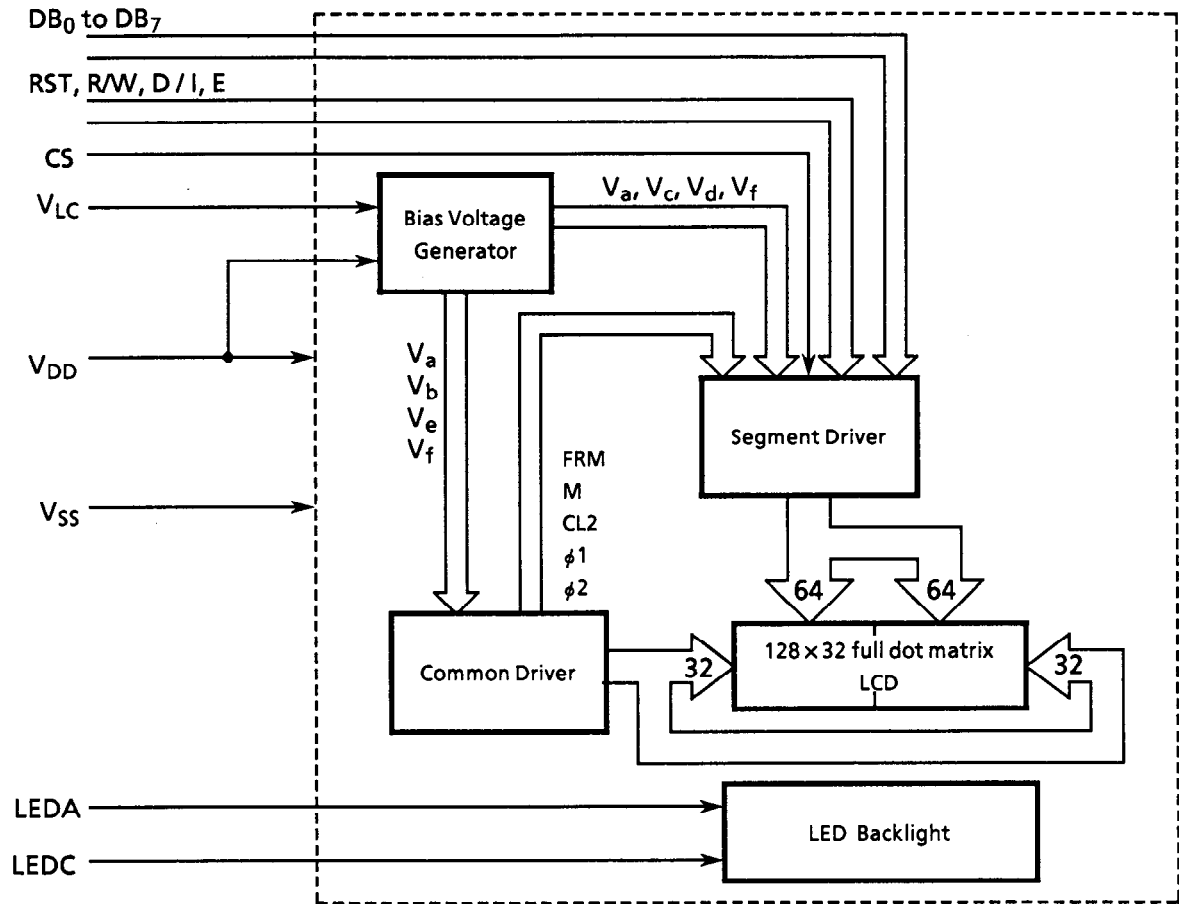 DB0 to DB7
RST, R/W, D / I, E
CS
VLC
Bias Voltage
Generator
Va, Vc, Vd, Vf
VDD
Va
Vb
Ve
Vf
Segment Driver
FRM
M
CL2
ϕ1
ϕ2
VSS
64
64
Common Driver
32
128 × 32 full dot matrix
LCD
32
LEDA
LEDC
LED Backlight